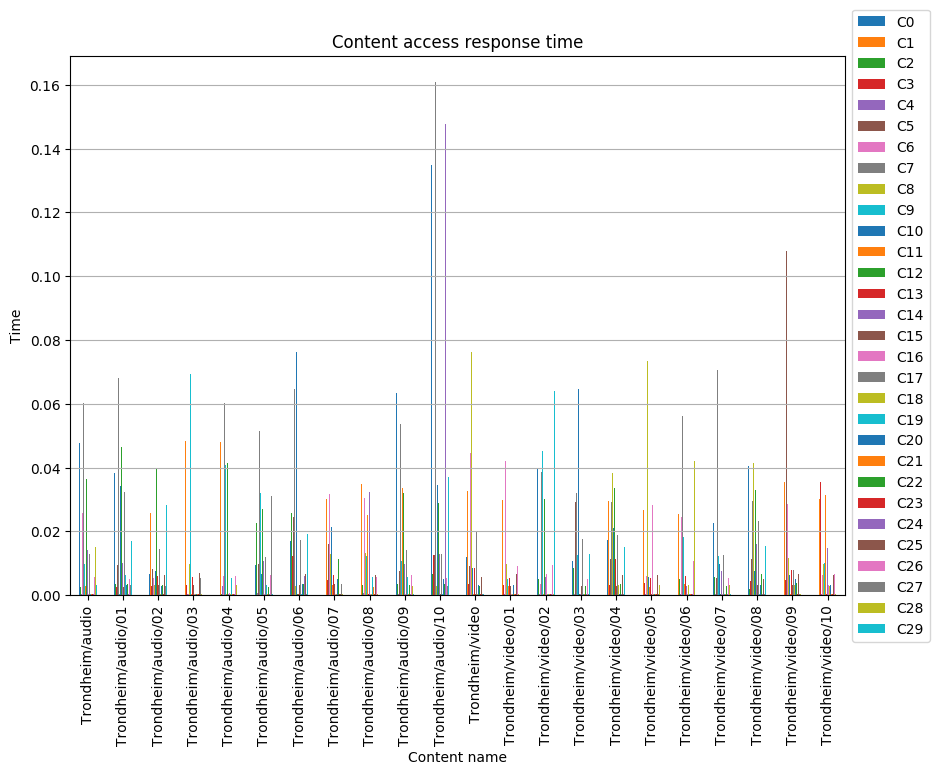 Content access response time
Time
0.16
0.14
0.12
0.10
0.08
0.06
0.04
0.02
0.00
Trondheim/audio
Trondheim/audio/01
Trondheim/audio/02
Trondheim/audio/03
Trondheim/audio/04
Trondheim/audio/05
Trondheim/audio/06
Trondheim/audio/07
Trondheim/audio/08
Trondheim/audio/09
Trondheim/audio/10
Trondheim/video
Trondheim/video/01
Trondheim/video/02
Trondheim/video/03
Trondheim/video/04
Trondheim/video/05
Trondheim/video/06
Trondheim/video/07
Trondheim/video/08
Trondheim/video/09
Trondheim/video/10
Content name
C0
C1
C2
C3
C4
C5
C6
C7
C8
C9
C10
C11
C12
C13
C14
C15
C16
C17
C18
C19
C20
C21
C22
C23
C24
C25
C26
C27
C28
C29